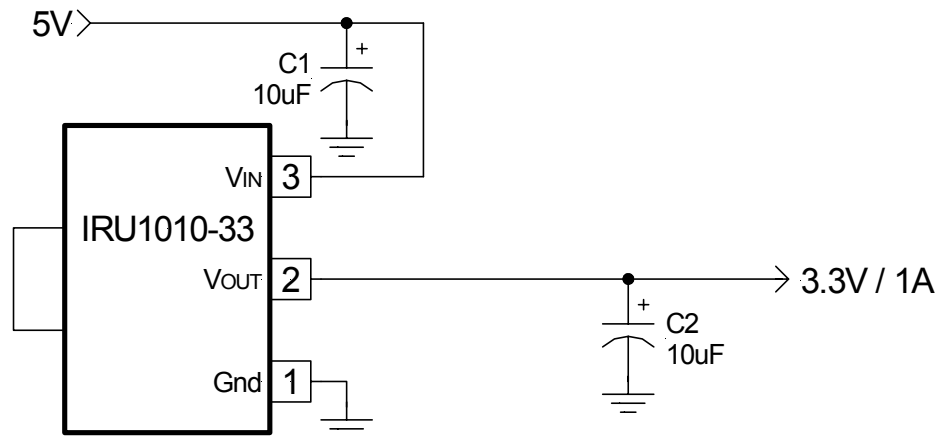 5V
+
C1
10uF
VIN 3
IRU1010-33
VOUT 2
3.3V / 1A
+
C2
10uF
Gnd 1